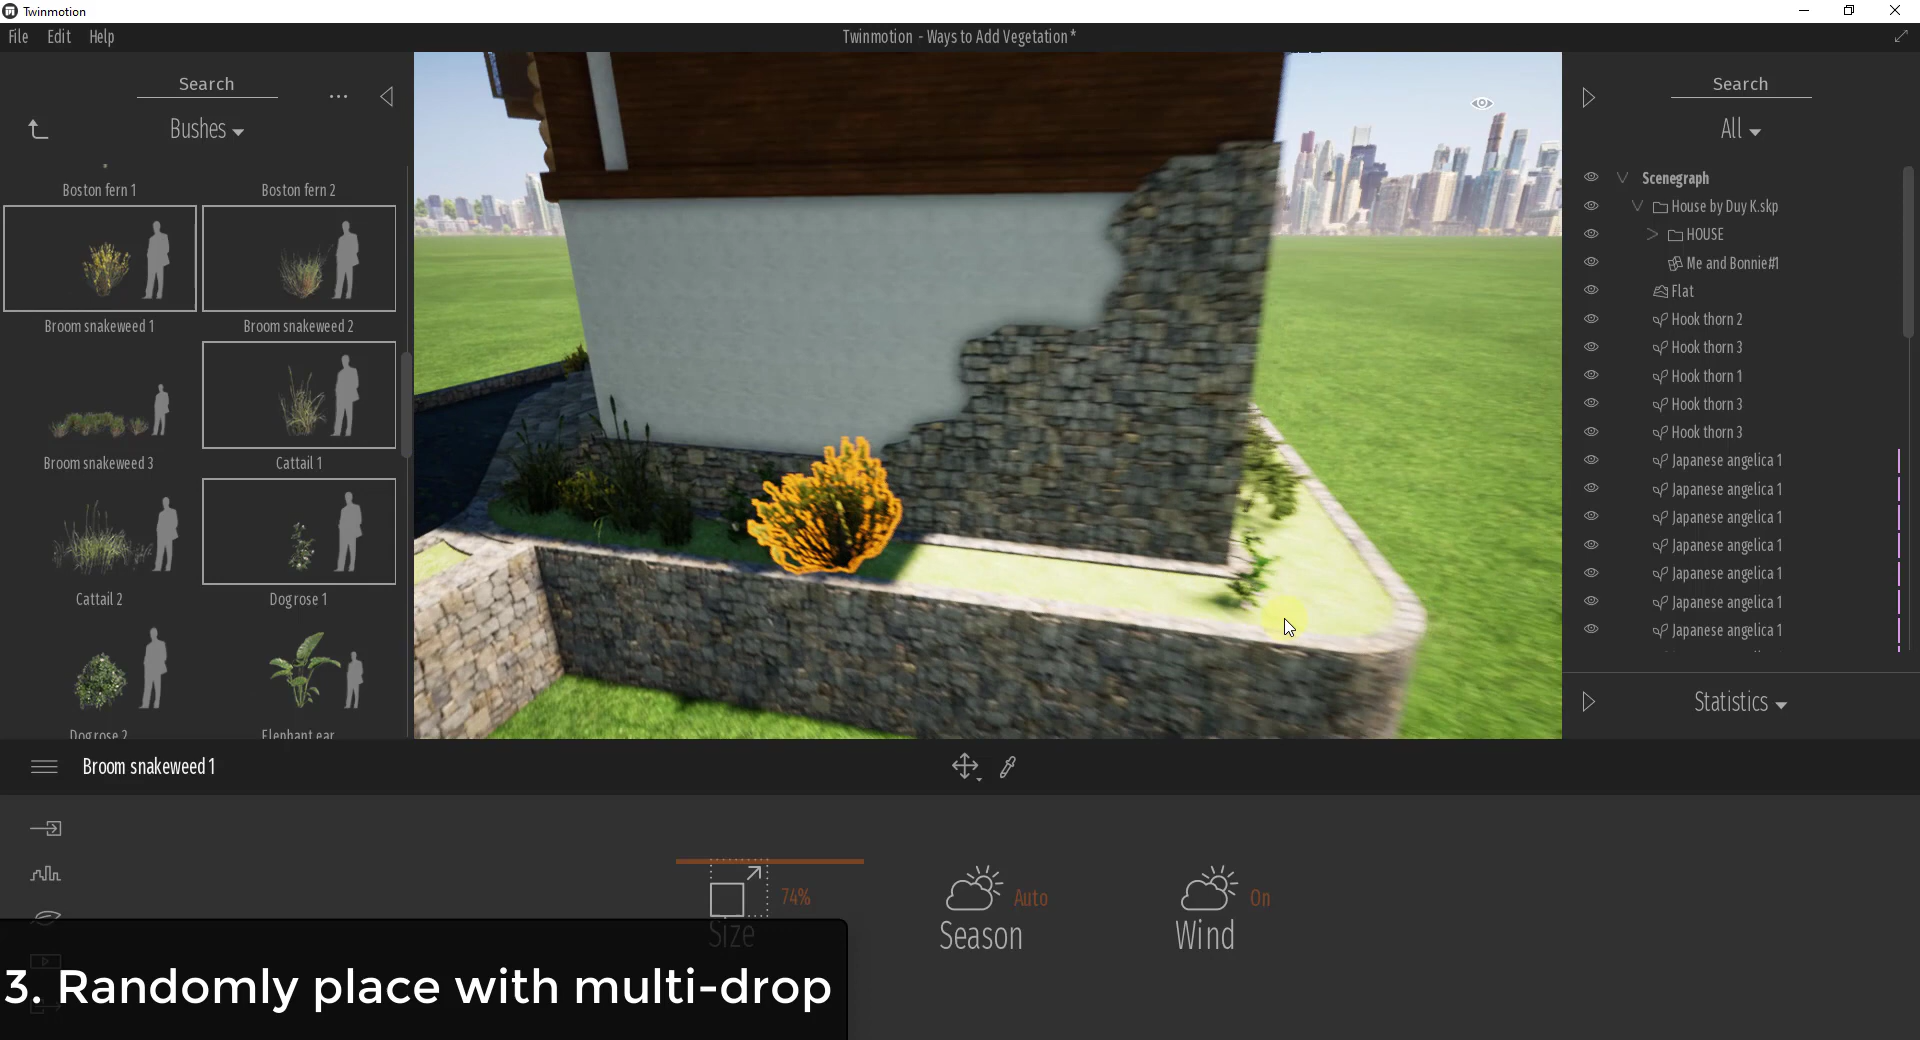 Twinmotion
File Edit Help
Twinmotion - Ways to Add Vegetation*
Search
Bushes
Boston fern 1
Boston fern 2
Broom snakeweed 1
Broom snakeweed 2
Broom snakeweed 3
Cattail 1
Cattail 2
Dog rose 1
Dog rose 2
Elephant ear
Search
All
Scenegraph
House by Duy K.skp
HOUSE
Me and Bonnie#1
Flat
Hook thorn 2
Hook thorn 3
Hook thorn 1
Hook thorn 3
Hook thorn 3
Japanese angelica 1
Japanese angelica 1
Japanese angelica 1
Japanese angelica 1
Japanese angelica 1
Japanese angelica 1
Japanese angelica 1
Statistics
Broom snakeweed 1
74%
Size
Auto
Season
On
Wind
3. Randomly place with multi-drop